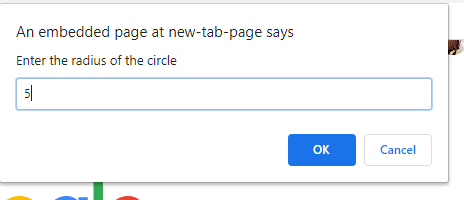 An embedded page at new-tab-page says
Enter the radius of the circle
5
OK Cancel